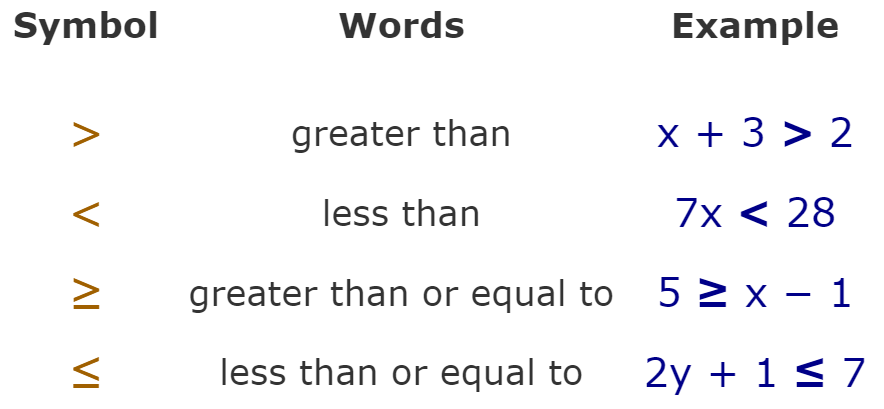 Symbol Words Example
> greater than x + 3 > 2
< less than 7x < 28
≥ greater than or equal to 5 ≥ x − 1
≤ less than or equal to 2y + 1 ≤ 7